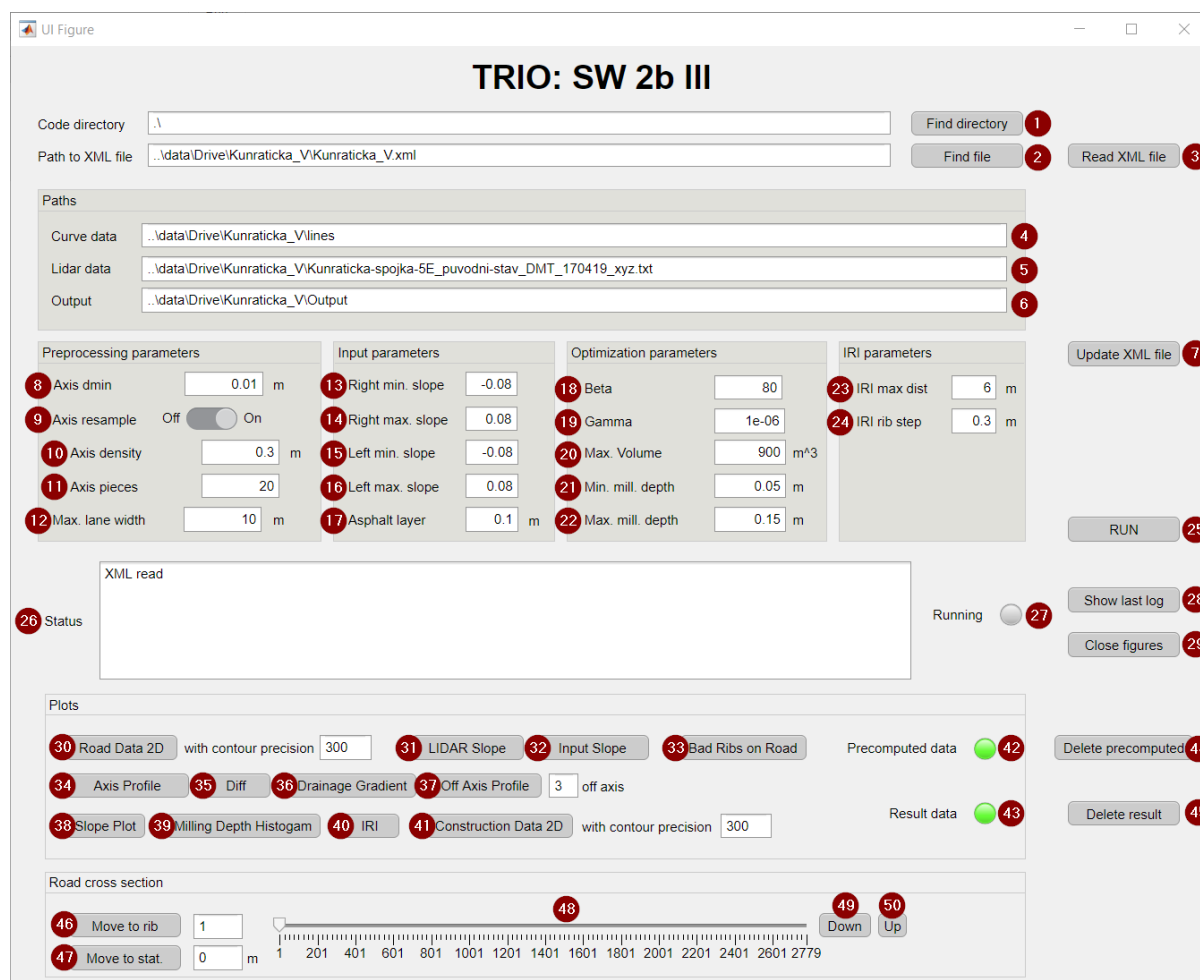 UI Figure
TRIO: SW 2b III
Code directory .\ Find directory 1
Path to XML file ..\data\Drive\Kunraticka_V\Kunraticka_V.xml Find file 2 Read XML file 3
Paths
Curve data ..\data\Drive\Kunraticka_V\lines 4
Lidar data ..\data\Drive\Kunraticka_V\Kunraticka-spojka-5E_puvodni-stav_DMT_170419_xyz.txt 5
Output ..\data\Drive\Kunraticka_V\Output 6
Preprocessing parameters Input parameters Optimization parameters IRI parameters Update XML file 7
8 Axis dmin 0.01 m 13 Right min. slope -0.08 18 Beta 80 23 IRI max dist 6 m
9 Axis resample Off On 14 Right max. slope 0.08 19 Gamma 1e-06 24 IRI rib step 0.3 m
10 Axis density 0.3 m 15 Left min. slope -0.08 20 Max. Volume 900 m^3
11 Axis pieces 20 16 Left max. slope 0.08 21 Min. mill. depth 0.05 m
12 Max. lane width 10 m 17 Asphalt layer 0.1 m 22 Max. mill. depth 0.15 m
RUN 25
XML read
26 Status
Running 27 Show last log 28
Close figures 29
Plots
30 Road Data 2D with contour precision 300 31 LIDAR Slope 32 Input Slope 33 Bad Ribs on Road Precomputed data 42 Delete precomputed
34 Axis Profile 35 Diff 36 Drainage Gradient 37 Off Axis Profile 3 off axis
38 Slope Plot 39 Milling Depth Histogam 40 IRI 41 Construction Data 2D with contour precision 300 Result data 43 Delete result
Road cross section
46 Move to rib 1 48 49 Down 50 Up
47 Move to stat. 0 m 1 201 401 601 801 1001 1201 1401 1601 1801 2001 2201 2401 2601 2779